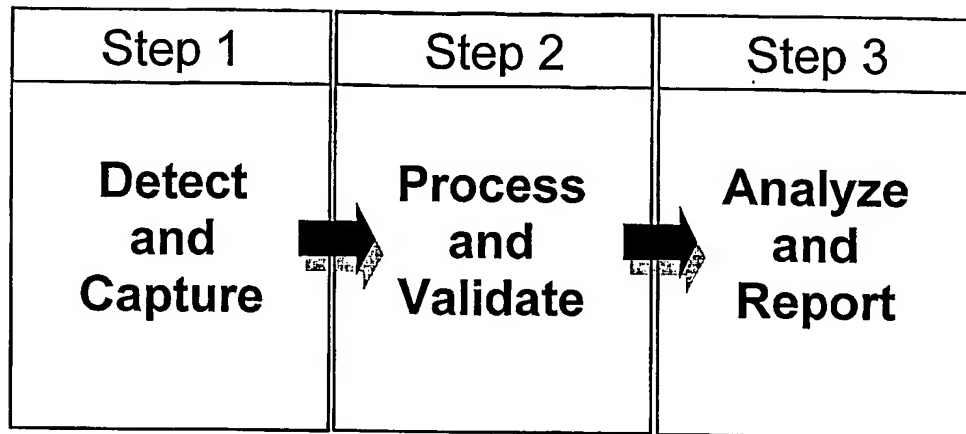 Step 1
Detect
and
Capture
Step 2
Process
and
Validate
Step 3
Analyze
and
Report